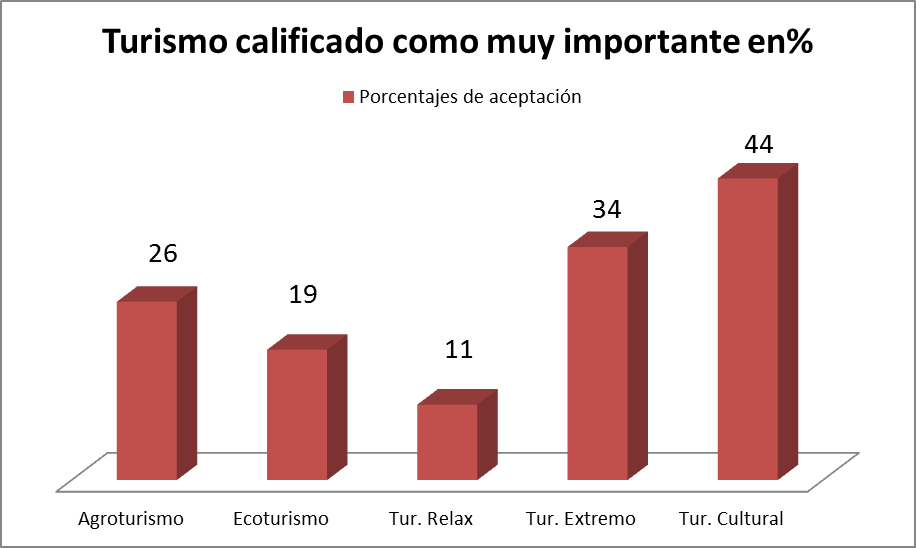 Turismo calificado como muy importante en%
Porcentajes de aceptación
44
34
26
19
11
Agroturismo
Ecoturismo
Tur. Relax
Tur. Extremo
Tur. Cultural